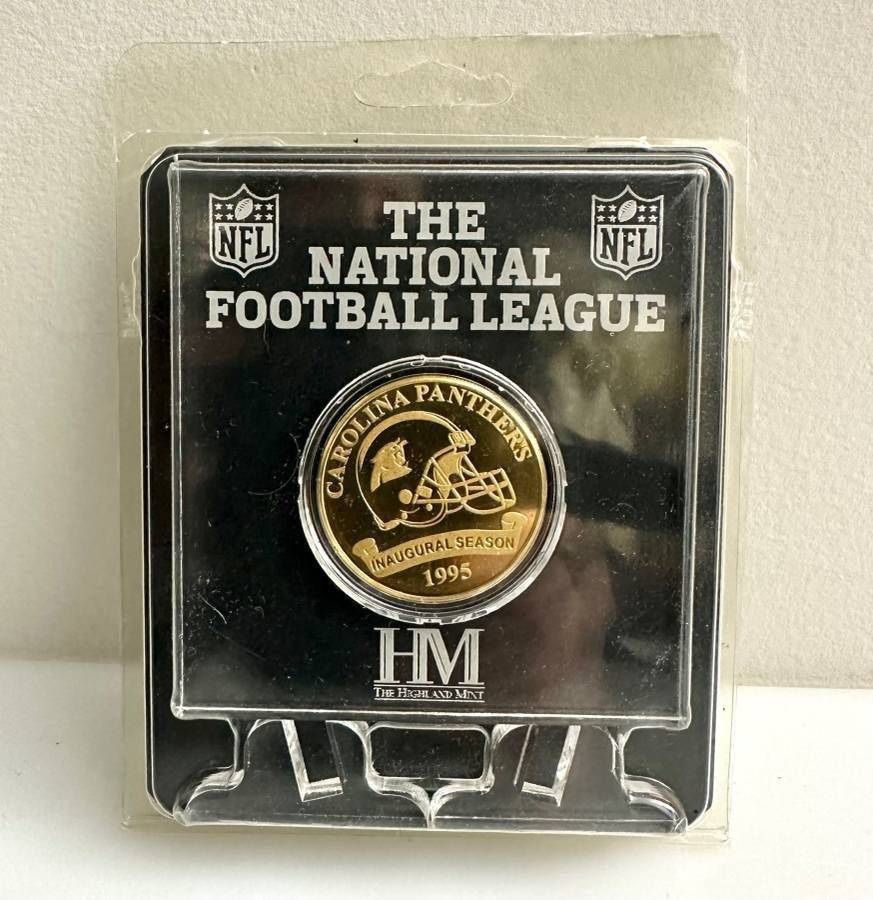 NFL
NFL
THE
NATIONAL
FOOTBALL LEAGUE
CAROLINA PANTHERS
INAUGURAL SEASON
1995
HM
THE HIGHLAND MINT